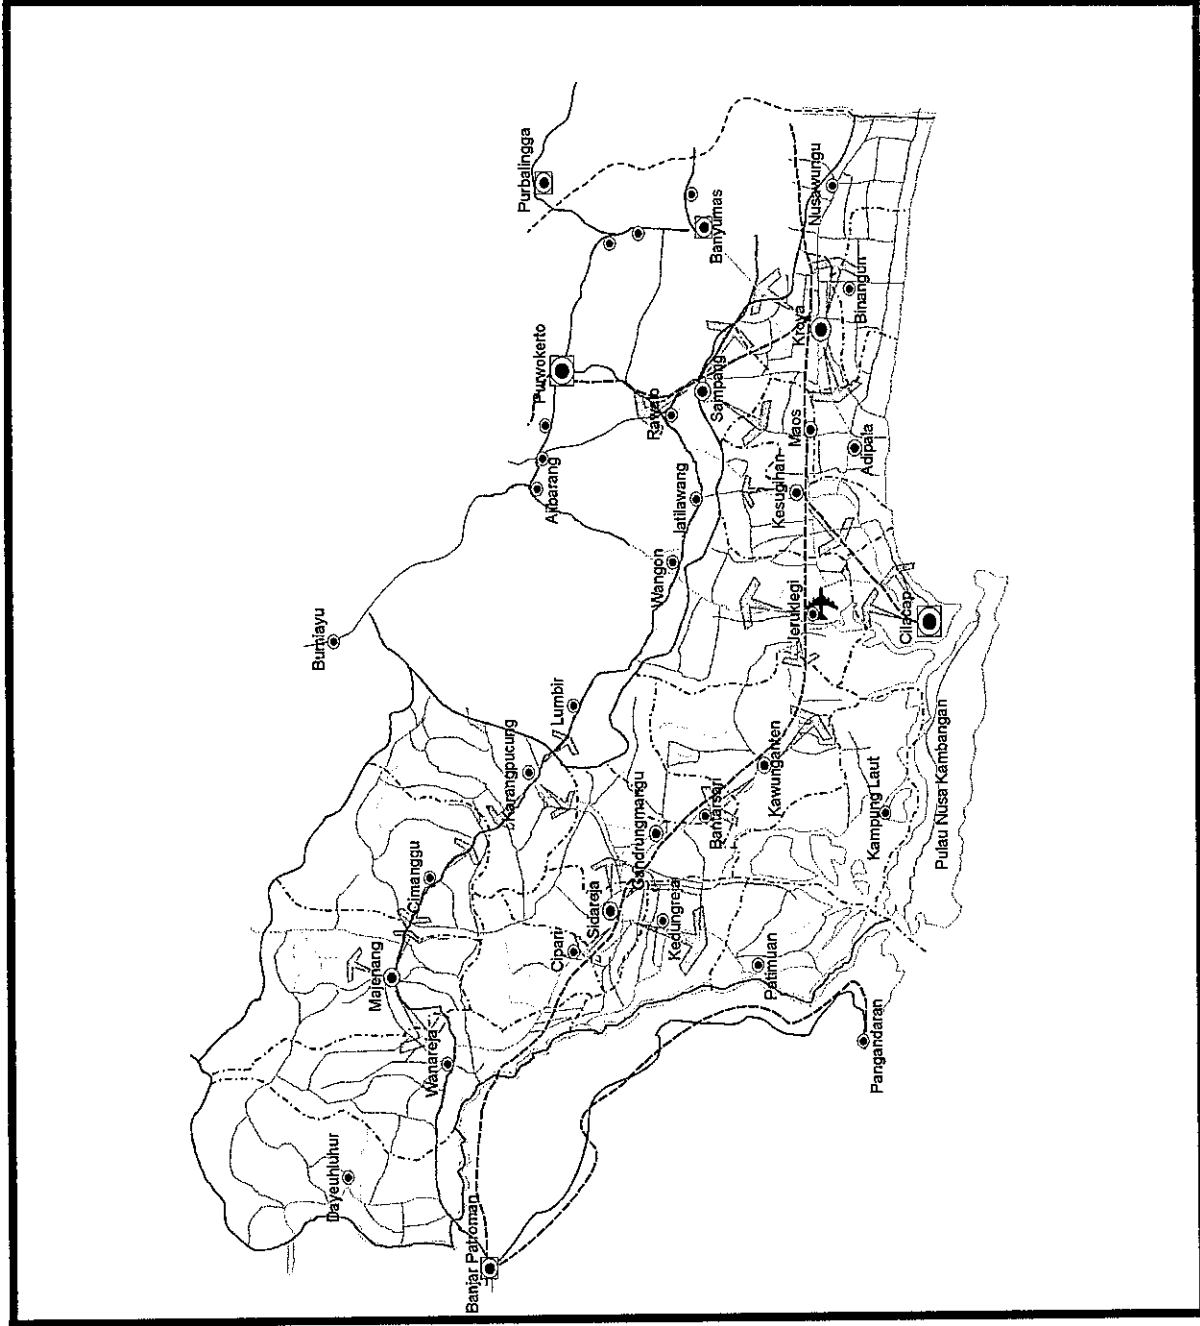 Dayeuhluhur
Banjar Patroman
Wanareja
Majenang
Cimanggu
Karangpucung
Lumbir
Bumiayu
Ajibarang
Purwokerto
Purbalingga
Banyumas
Wangon
Jatilawang
Rawalo
Sampang
Cipari
Sidareja
Gandrungmangu
Kedungreja
Bantarsari
Patimuan
Kawunganten
Jeruklegi
Kesugihan
Maos
Kroya
Nusawungu
Binangun
Adipala
Pangandaran
Kampung Laut
Cilacap
Pulau Nusa Kambangan